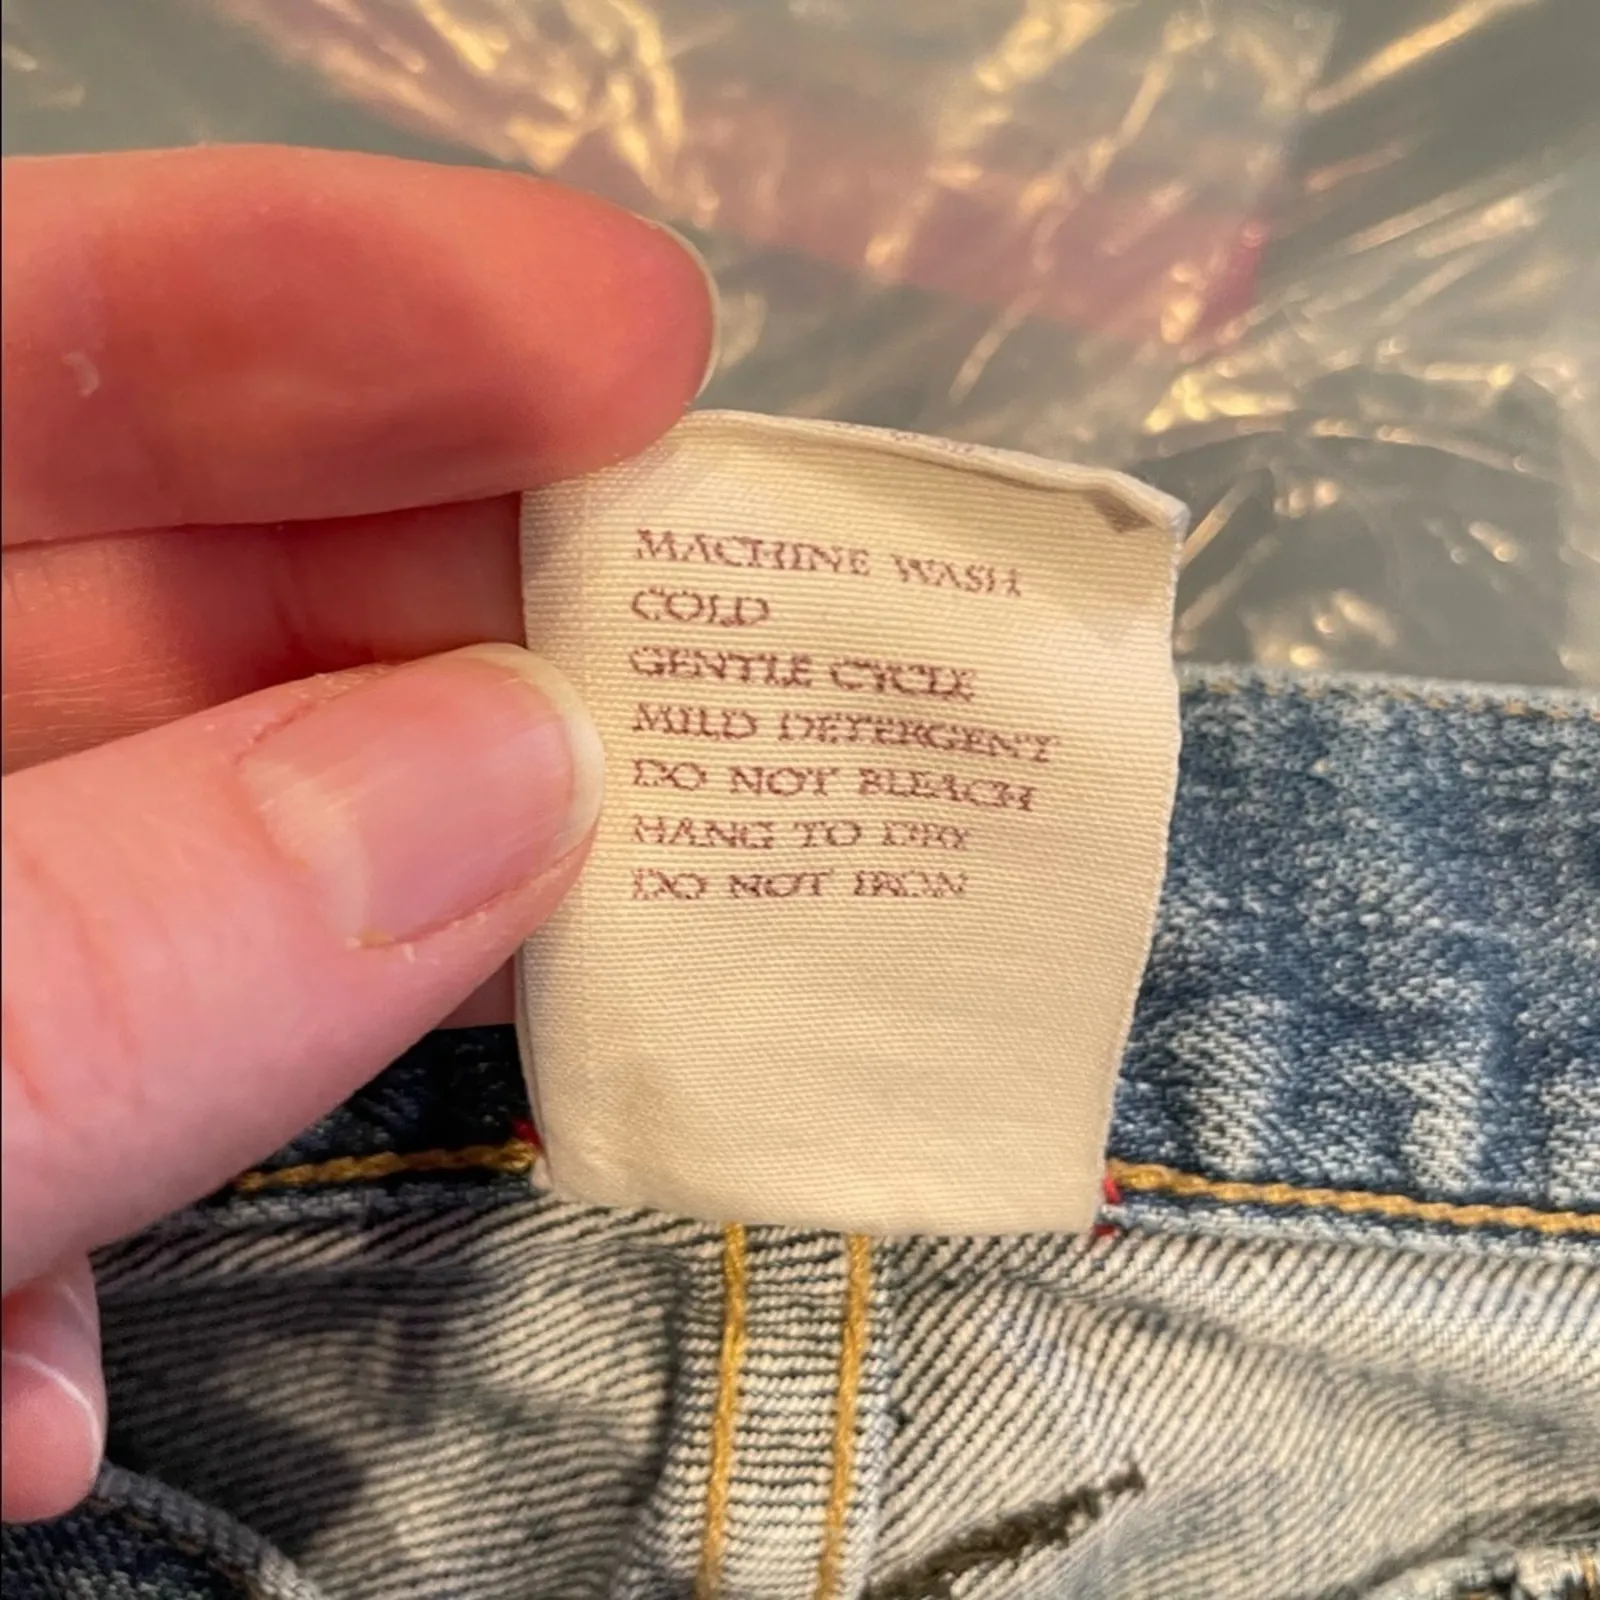 MACHINE WASH
COLD
GENTLE CYCLE
MILD DETERGENT
DO NOT BLEACH
HANG TO DRY
DO NOT IRON